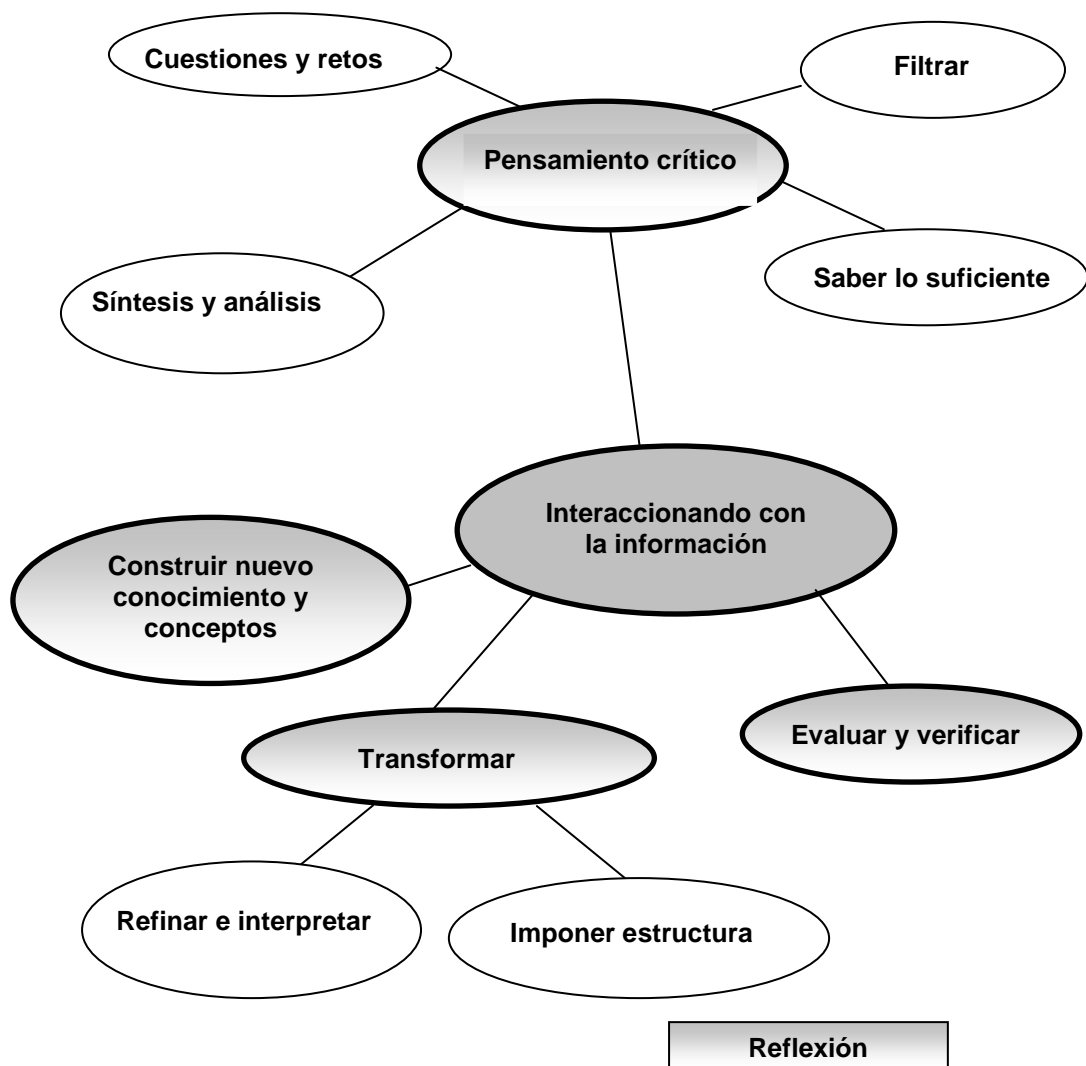 Cuestiones y retos
Filtrar
Pensamiento crítico
Saber lo suficiente
Síntesis y análisis
Interaccionando con
la información
Construir nuevo
conocimiento y
conceptos
Evaluar y verificar
Transformar
Refinar e interpretar
Imponer estructura
Reflexión